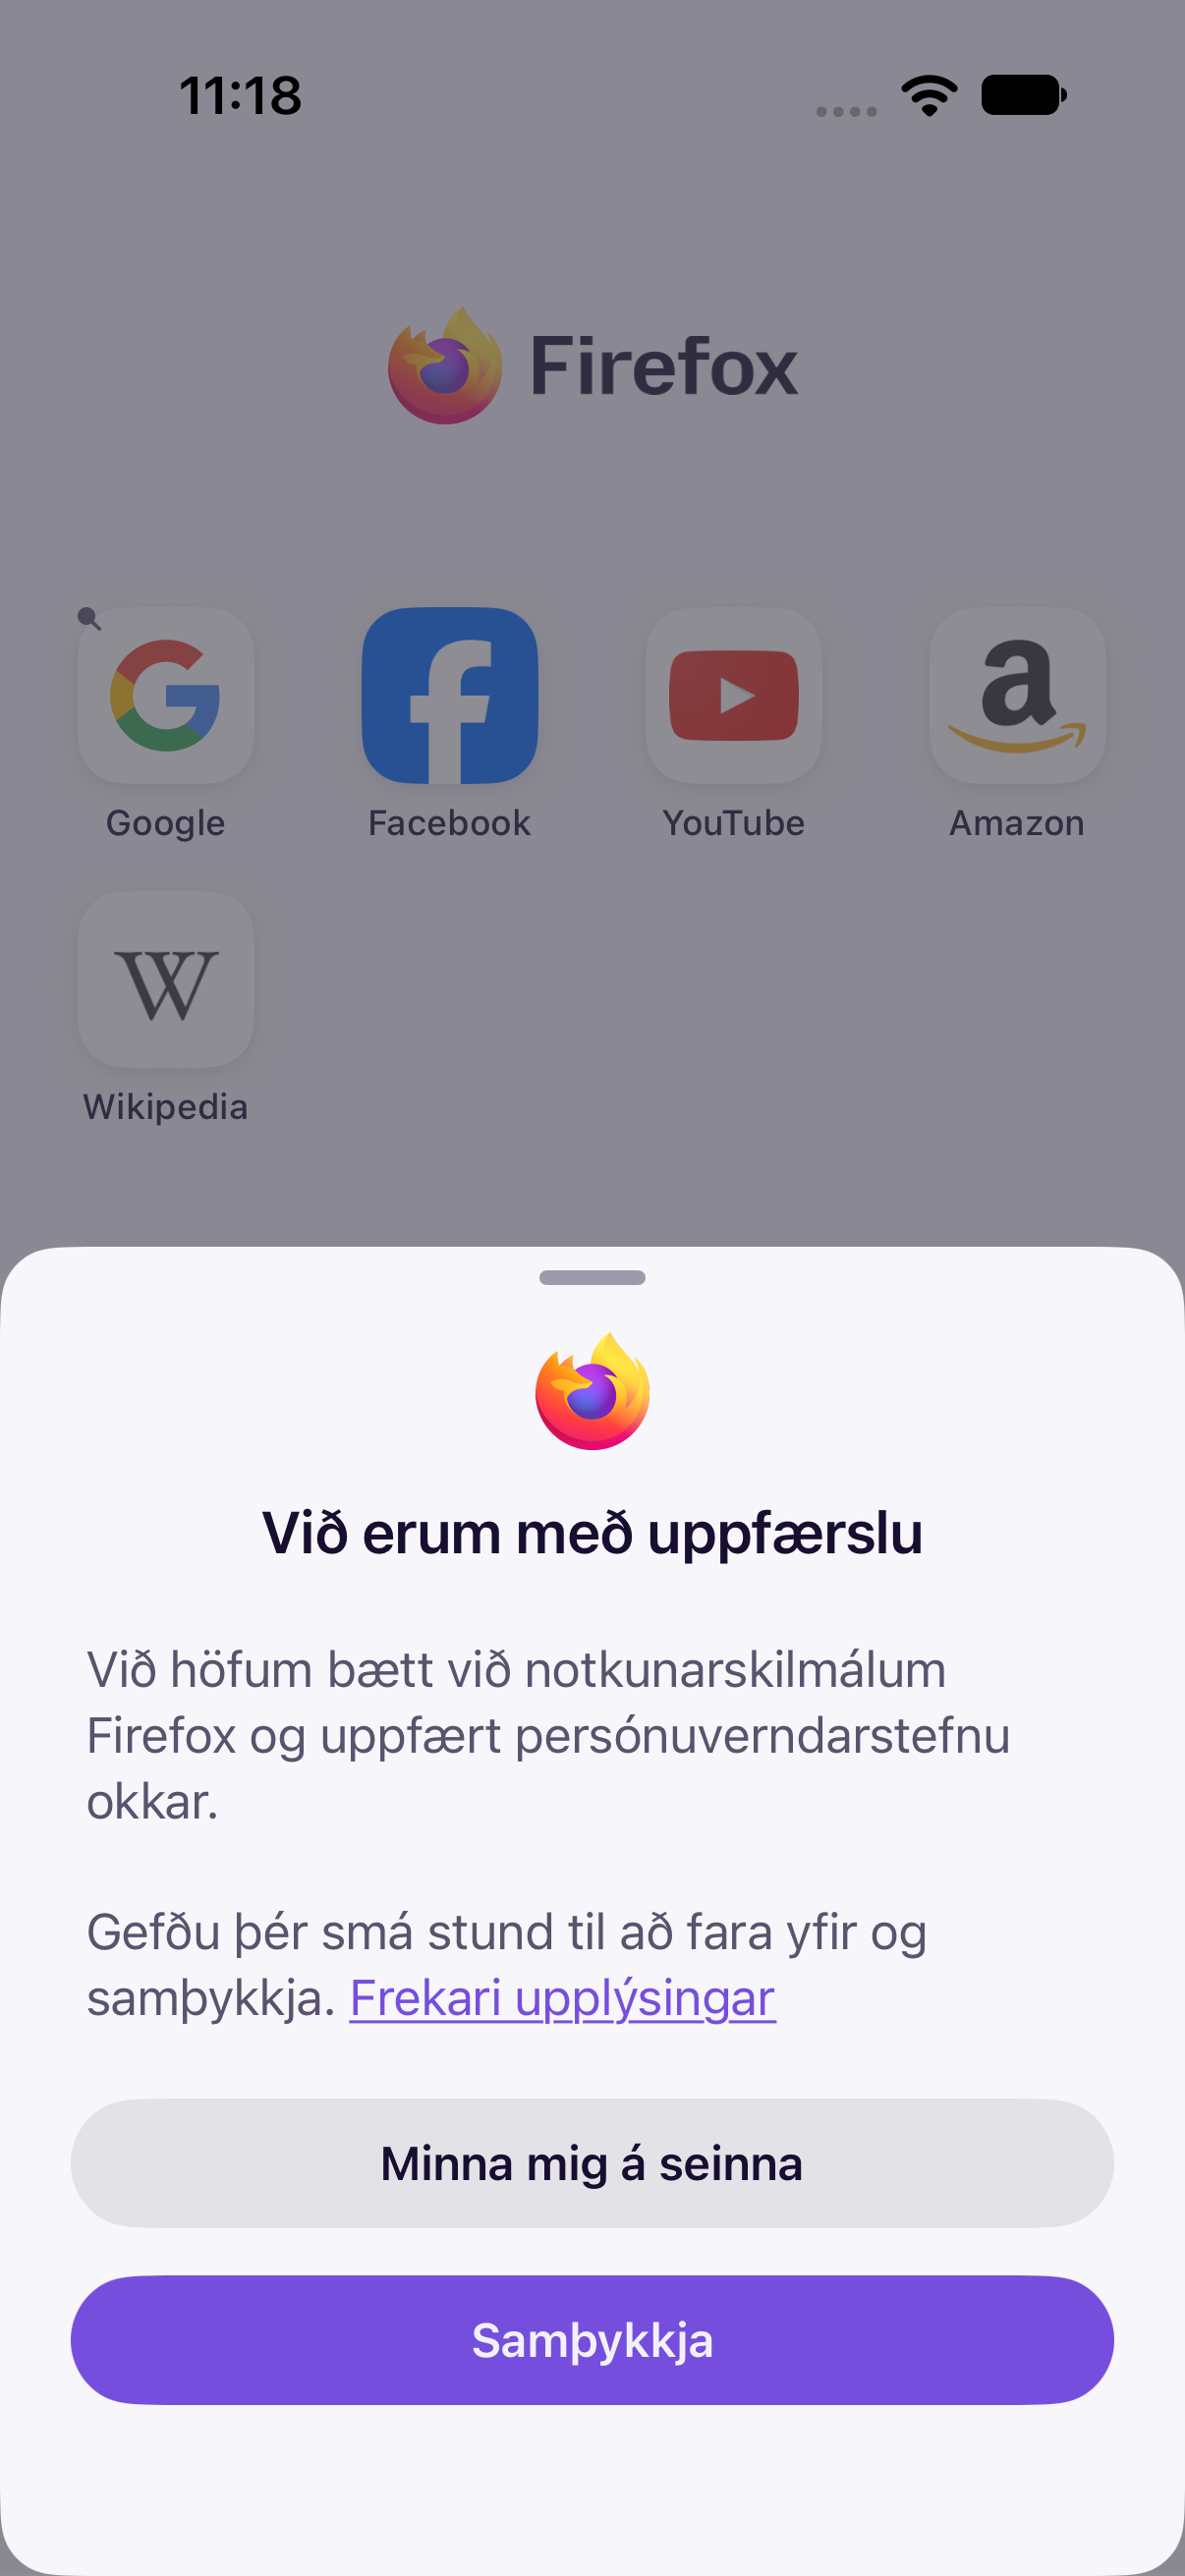 11:18
Firefox
Google
Facebook
YouTube
Amazon
W
Wikipedia
Við erum með uppfærslu
Við höfum bætt við notkunarskilmálum
Firefox og uppfært persónuverndarstefnu
okkar.
Gefðu þér smá stund til að fara yfir og
samþykkja. Frekari upplýsingar
Minna mig á seinna
Samþykkja